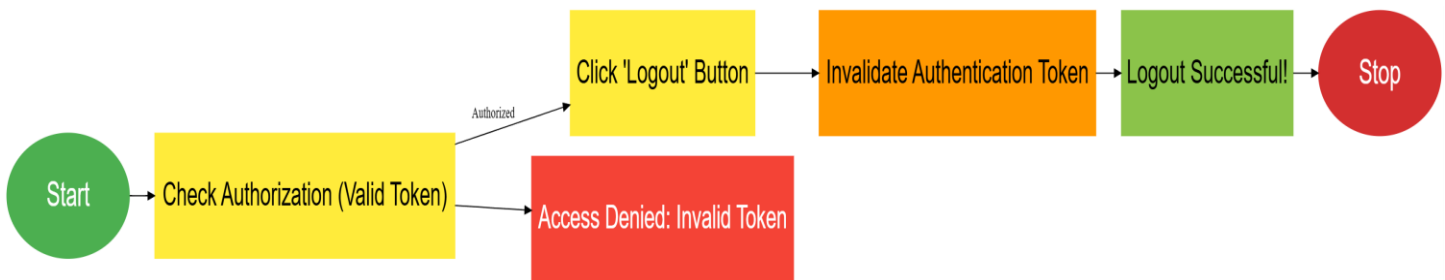 Start
Check Authorization (Valid Token)
Authorized
Click 'Logout' Button
Invalidate Authentication Token
Logout Successful!
Stop
Access Denied: Invalid Token